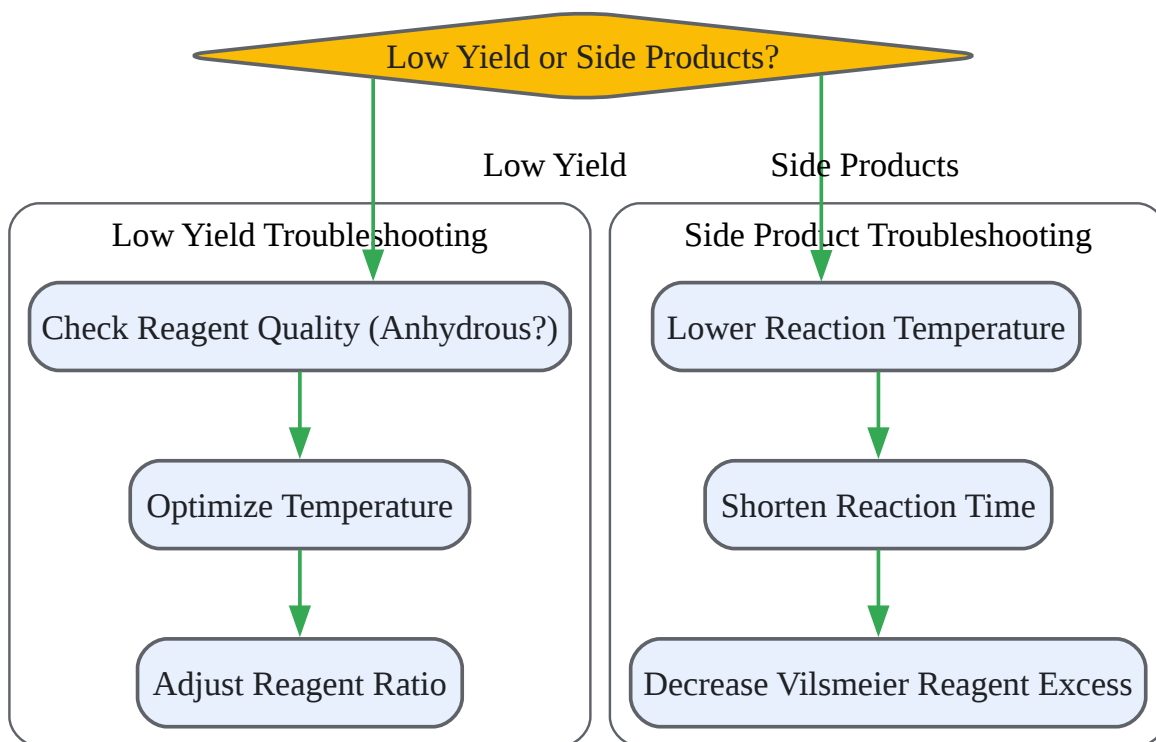 Low Yield or Side Products?
Low Yield
Side Products
Low Yield Troubleshooting
Check Reagent Quality (Anhydrous?)
Optimize Temperature
Adjust Reagent Ratio
Side Product Troubleshooting
Lower Reaction Temperature
Shorten Reaction Time
Decrease Vilsmeier Reagent Excess